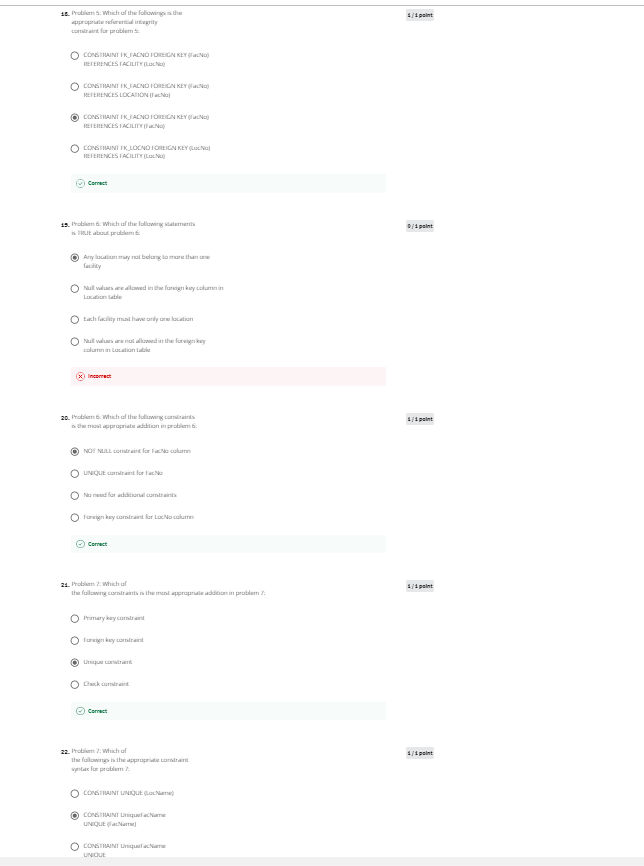 18. Problem 5: Which of the followings is the 1 / 1 point
appropriate referential integrity
constraint for problem 5:
CONSTRAINT FK_FACNO FOREIGN KEY (FacNo)
REFERENCES FACILITY (LocNo)
CONSTRAINT FK_FACNO FOREIGN KEY (FacNo)
REFERENCES LOCATION (FacNo)
CONSTRAINT FK_FACNO FOREIGN KEY (FacNo)
REFERENCES FACILITY (FacNo)
CONSTRAINT FK_LOCNO FOREIGN KEY (LocNo)
REFERENCES FACILITY (LocNo)
Correct
19. Problem 6: Which of the following statements 0 / 1 point
is TRUE about problem 6:
Any location may not belong to more than one
facility
Null values are allowed in the foreign key column in
Location table
Each facility must have only one location
Null values are not allowed in the foreign key
column in Location table
Incorrect
20. Problem 6: Which of the following constraints 1 / 1 point
is the most appropriate addition in problem 6:
NOT NULL constraint for FacNo column
UNIQUE constraint for FacNo
No need for additional constraints
Foreign key constraint for LocNo column
Correct
21. Problem 7: Which of 1 / 1 point
the following constraints is the most appropriate addition in problem 7:
Primary key constraint
Foreign key constraint
Unique constraint
Check constraint
Correct
22. Problem 7: Which of 1 / 1 point
the followings is the appropriate constraint
syntax for problem 7:
CONSTRAINT UNIQUE (LocName)
CONSTRAINT UniqueFacName
UNIQUE (FacName)
CONSTRAINT UniqueFacName
UNIQUE